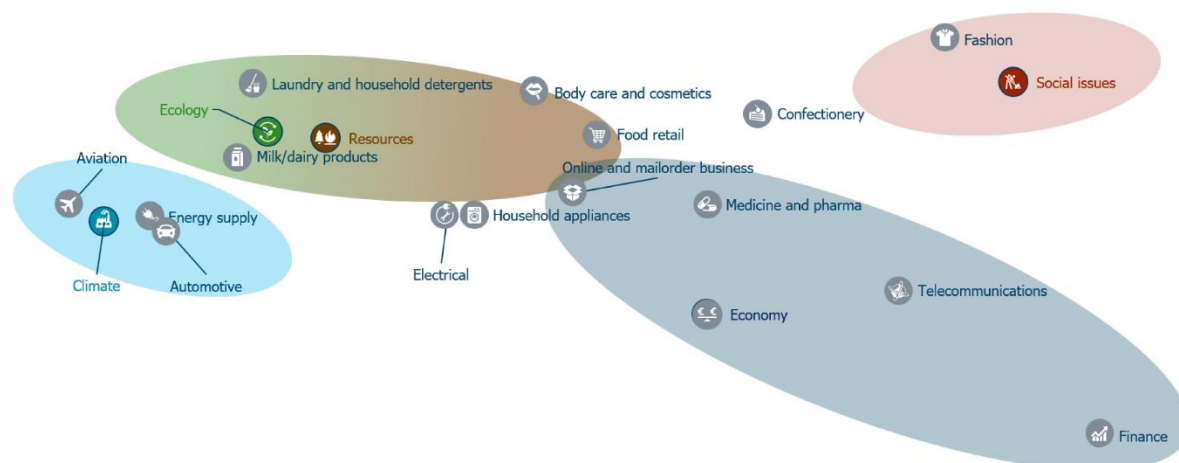 Fashion
Laundry and household detergents
Social issues
Body care and cosmetics
Ecology
Confectionery
Resources
Food retail
Aviation
Milk/dairy products
Online and mailorder business
Energy supply
Household appliances
Medicine and pharma
Electrical
Climate
Automotive
Telecommunications
Economy
Finance